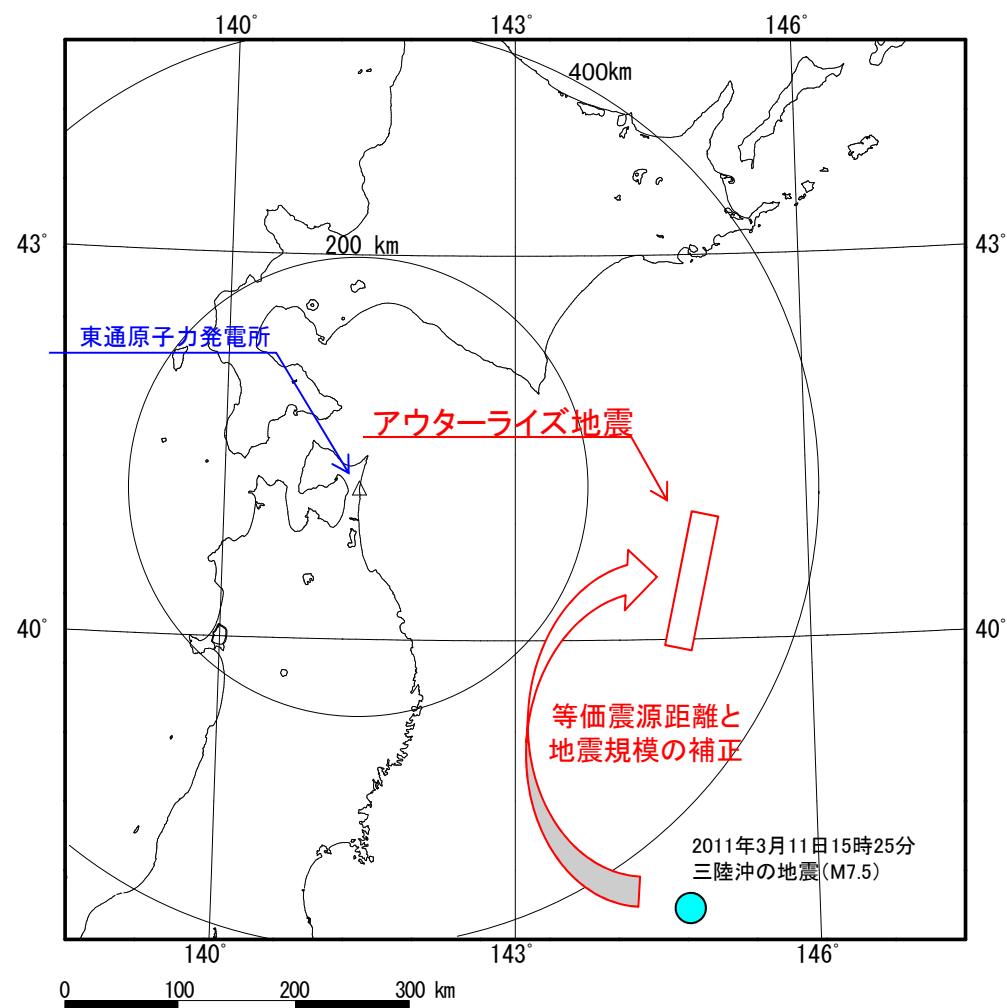 140° 143° 146°
400km
43° 200 km 43°
東通原子力発電所
アウターライズ地震
40° 40°
等価震源距離と
地震規模の補正
2011年3月11日15時25分
三陸沖の地震(M7.5)
140° 143° 146°
0 100 200 300 km